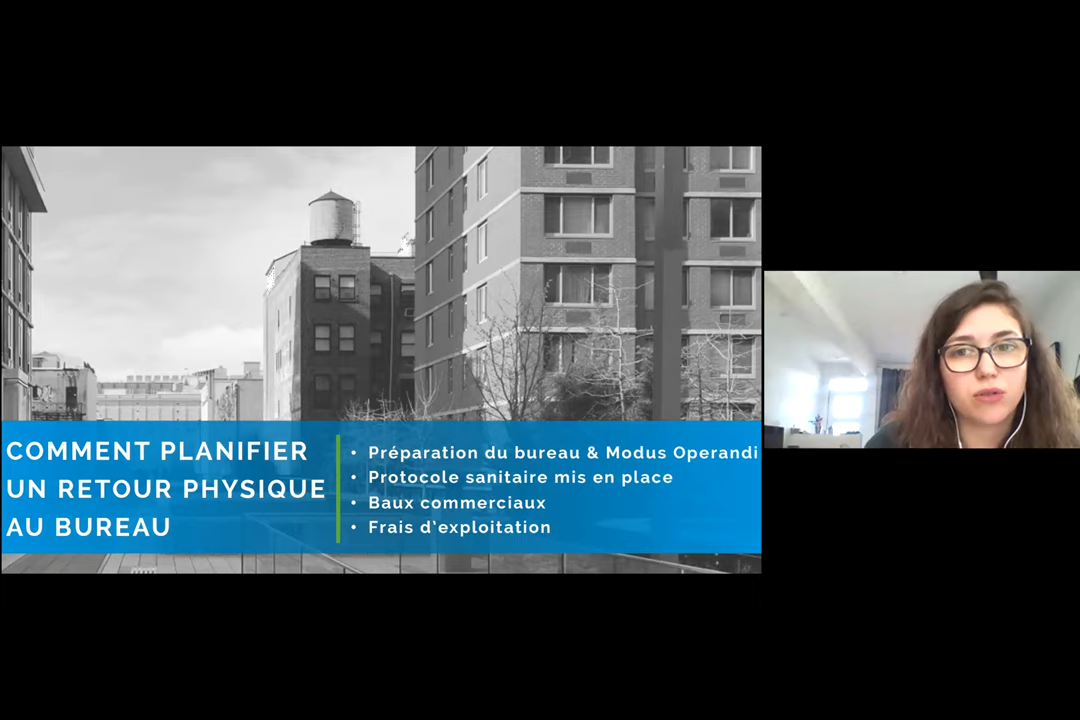 COMMENT PLANIFIER
UN RETOUR PHYSIQUE
AU BUREAU
• Préparation du bureau & Modus Operandi
• Protocole sanitaire mis en place
• Baux commerciaux
• Frais d'exploitation